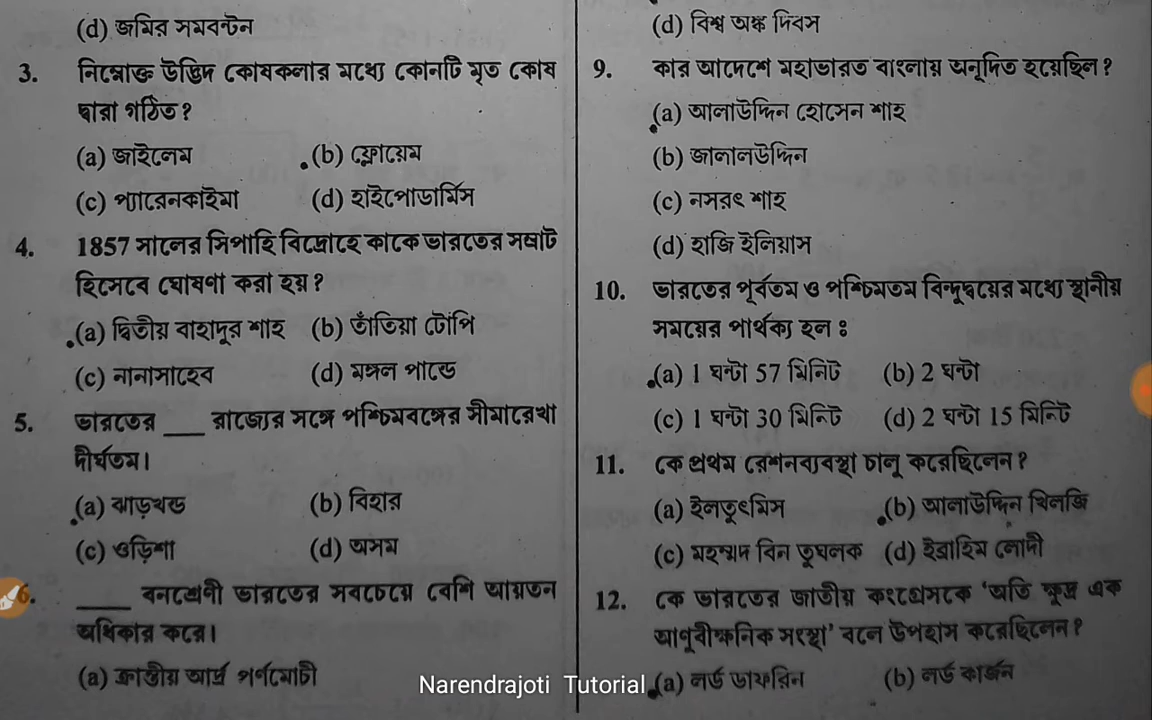 (d) জমির সমবন্টন
3. নিম্নোক্ত উদ্ভিদ কোষকলার মধ্যে কোনটি মৃত কোষ
দ্বারা গঠিত?
(a) জাইলেম (b) ফ্লোয়েম
(c) প্যারেনকাইমা (d) হাইপোডার্মিস
4. 1857 সালের সিপাহি বিদ্রোহে কাকে ভারতের সম্রাট
হিসেবে ঘোষণা করা হয়?
(a) দ্বিতীয় বাহাদুর শাহ (b) তাঁতিয়া টোপি
(c) নানাসাহেব (d) মঙ্গল পান্ডে
5. ভারতের ____ রাজ্যের সঙ্গে পশ্চিমবঙ্গের সীমারেখা
দীর্ঘতম।
(a) ঝাড়খন্ড (b) বিহার
(c) ওড়িশা (d) অসম
6. _____ বনশ্রেণী ভারতের সবচেয়ে বেশি আয়তন
অধিকার করে।
(a) ক্রান্তীয় আর্দ্র পর্ণমোচী
(d) বিশ্ব অঙ্ক দিবস
9. কার আদেশে মহাভারত বাংলায় অনূদিত হয়েছিল?
(a) আলাউদ্দিন হোসেন শাহ
(b) জালালউদ্দিন
(c) নসরৎ শাহ
(d) হাজি ইলিয়াস
10. ভারতের পূর্বতম ও পশ্চিমতম বিন্দুদ্বয়ের মধ্যে স্থানীয়
সময়ের পার্থক্য হল ঃ
(a) 1 ঘন্টা 57 মিনিট (b) 2 ঘন্টা
(c) 1 ঘন্টা 30 মিনিট (d) 2 ঘন্টা 15 মিনিট
11. কে প্রথম রেশনব্যবস্থা চালু করেছিলেন?
(a) ইলতুৎমিস (b) আলাউদ্দিন খিলজি
(c) মহম্মদ বিন তুঘলক (d) ইব্রাহিম লোদী
12. কে ভারতের জাতীয় কংগ্রেসকে ‘অতি ক্ষুদ্র এক
আণুবীক্ষনিক সংস্থা’ বলে উপহাস করেছিলেন?
(a) লর্ড ডাফরিন (b) লর্ড কার্জন
Narendrajoti Tutorial